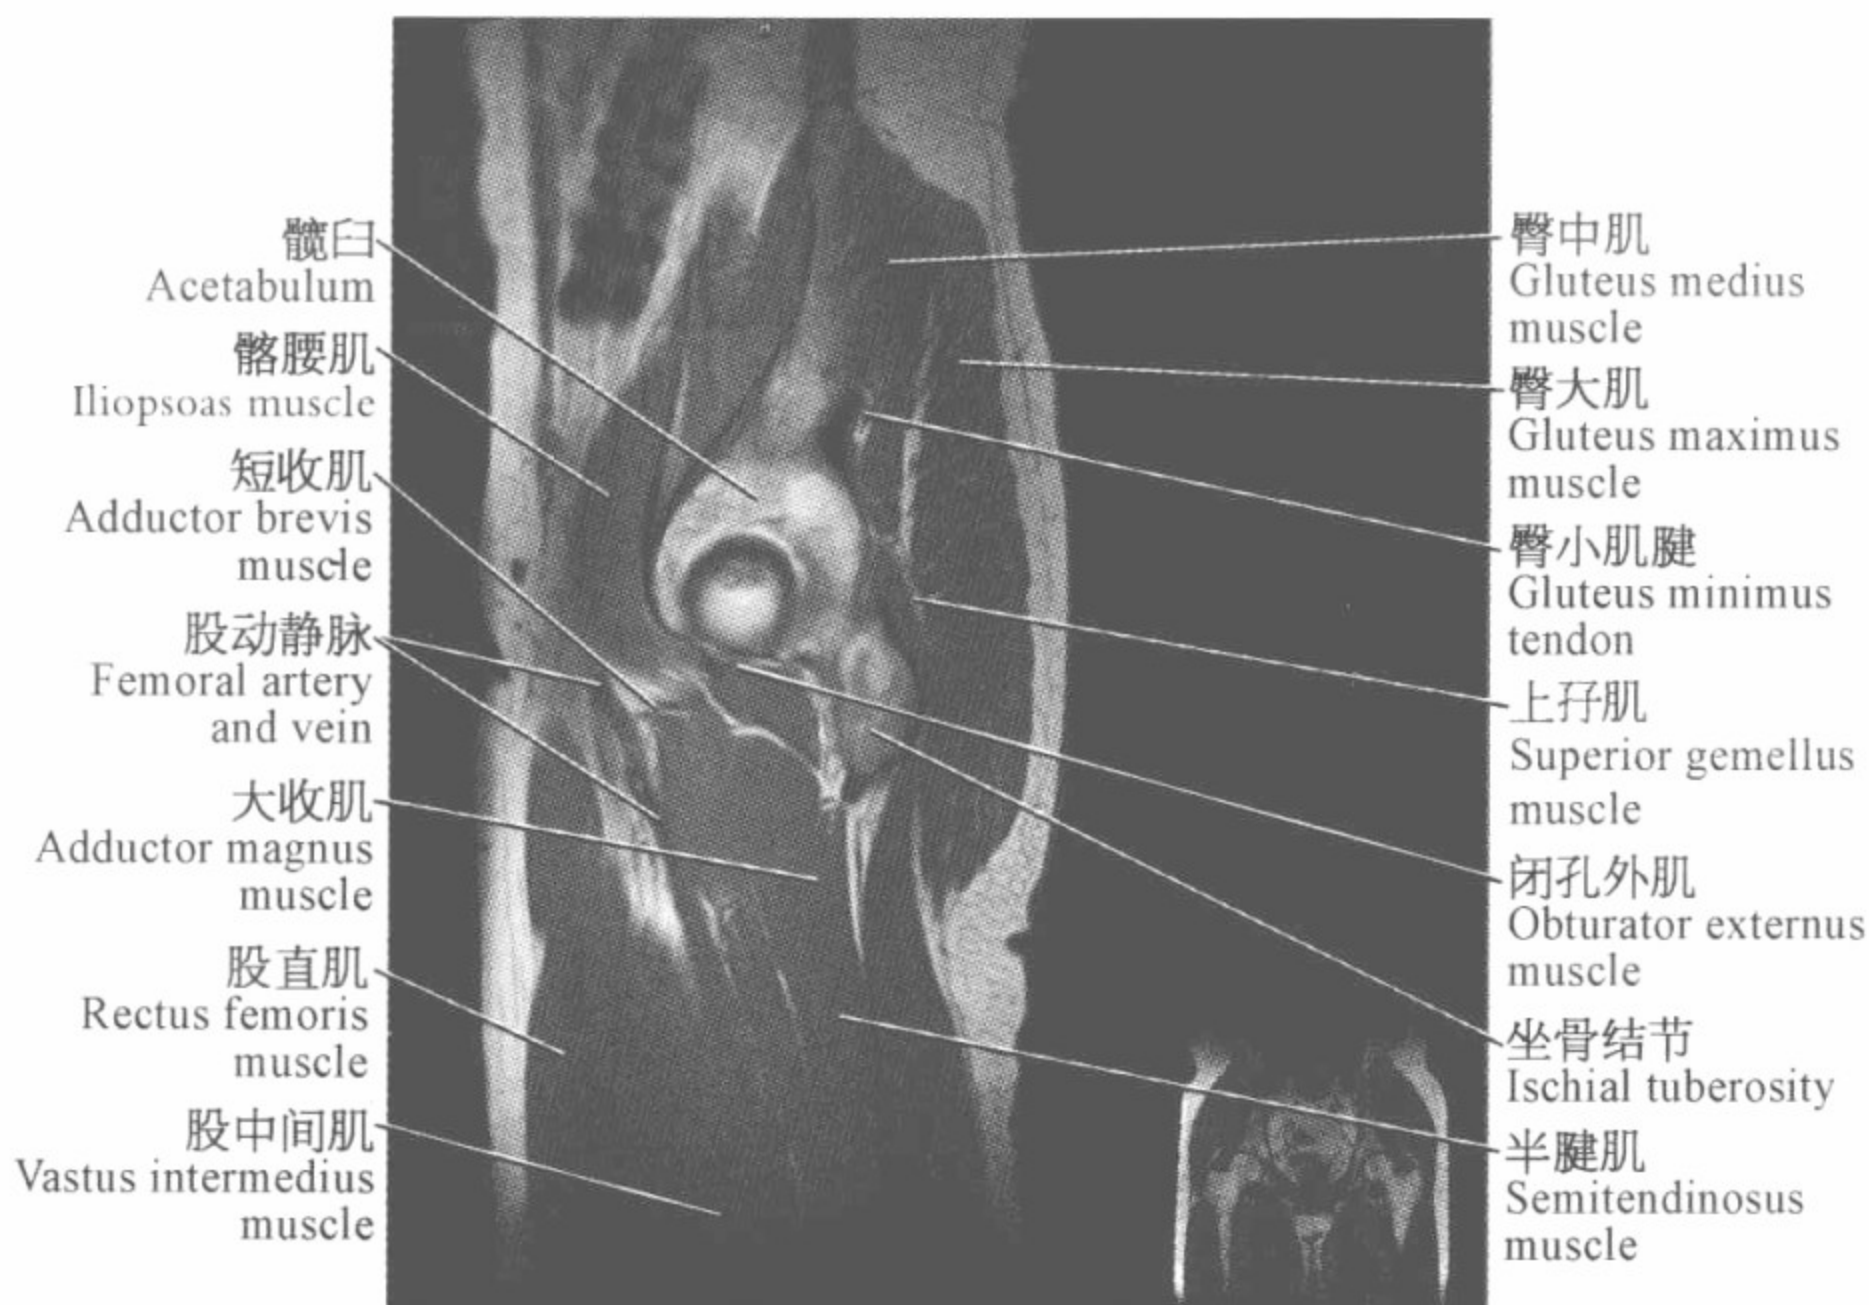 髋臼
Acetabulum
髂腰肌
Iliopsoas muscle
短收肌
Adductor brevis
muscle
股动静脉
Femoral artery
and vein
大收肌
Adductor magnus
muscle
股直肌
Rectus femoris
muscle
股中间肌
Vastus intermedius
muscle
臀中肌
Gluteus medius
muscle
臀大肌
Gluteus maximus
muscle
臀小肌腱
Gluteus minimus
tendon
上孖肌
Superior gemellus
muscle
闭孔外肌
Obturator externus
muscle
坐骨结节
Ischial tuberosity
半腱肌
Semitendinosus
muscle